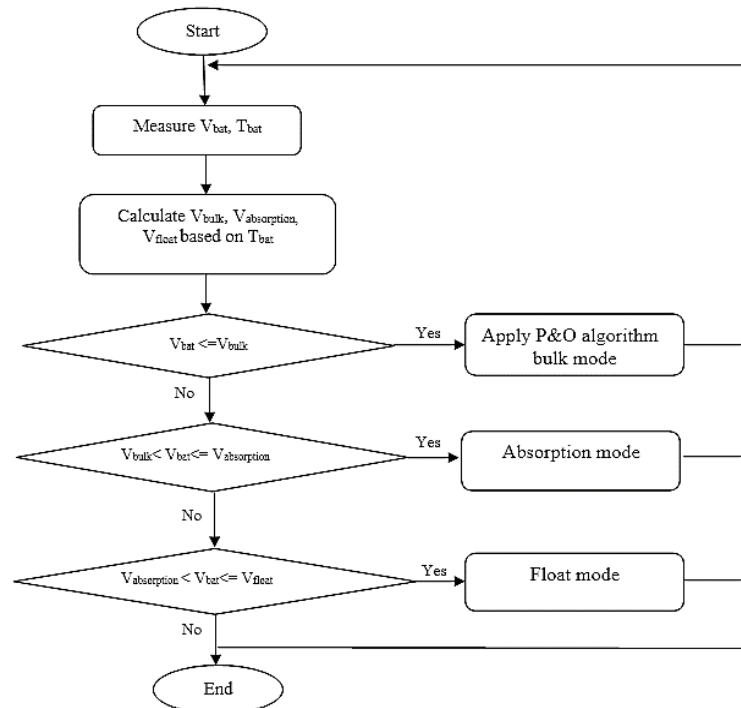 Start
Measure Vbat, Tbat
Calculate Vbulk, Vabsorption,
Vfloat based on Tbat
Vbat <=Vbulk
Yes
Apply P&O algorithm
bulk mode
No
Vbulk< Vbat<= Vabsorption
Yes
Absorption mode
No
Vabsorption < Vbat<= Vfloat
Yes
Float mode
No
End